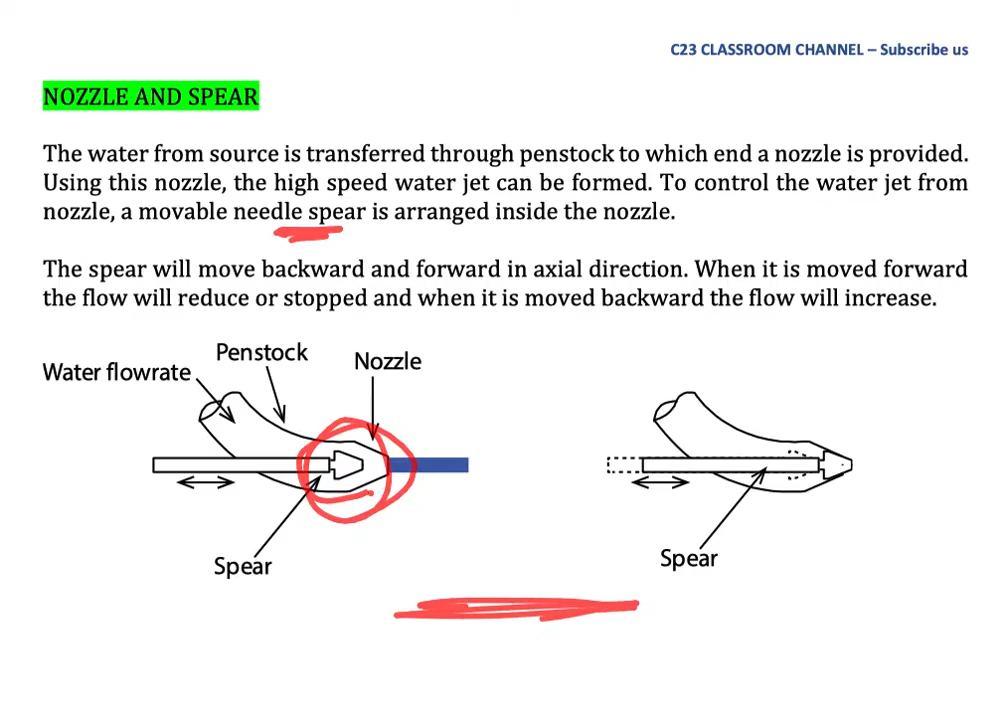 C23 CLASSROOM CHANNEL – Subscribe us
NOZZLE AND SPEAR
The water from source is transferred through penstock to which end a nozzle is provided.
Using this nozzle, the high speed water jet can be formed. To control the water jet from
nozzle, a movable needle spear is arranged inside the nozzle.
The spear will move backward and forward in axial direction. When it is moved forward
the flow will reduce or stopped and when it is moved backward the flow will increase.
Penstock
Nozzle
Water flowrate
Spear
Spear